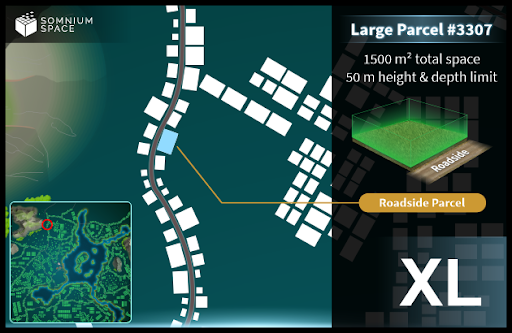 SOMNIUM
SPACE
Large Parcel #3307
1500 m² total space
50 m height & depth limit
Roadside
Roadside Parcel
XL